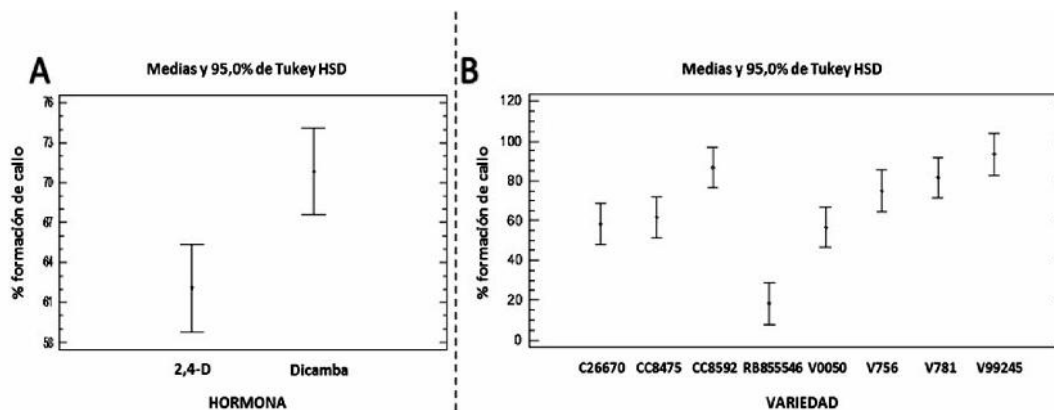 A
Medias y 95,0% de Tukey HSD
% formación de callo
76
73
70
67
64
61
58
2,4-D Dicamba
HORMONA
B
Medias y 95,0% de Tukey HSD
% formación de callo
120
100
80
60
40
20
0
C26670 CC8475 CC8592 RB855546 V0050 V756 V781 V99245
VARIEDAD